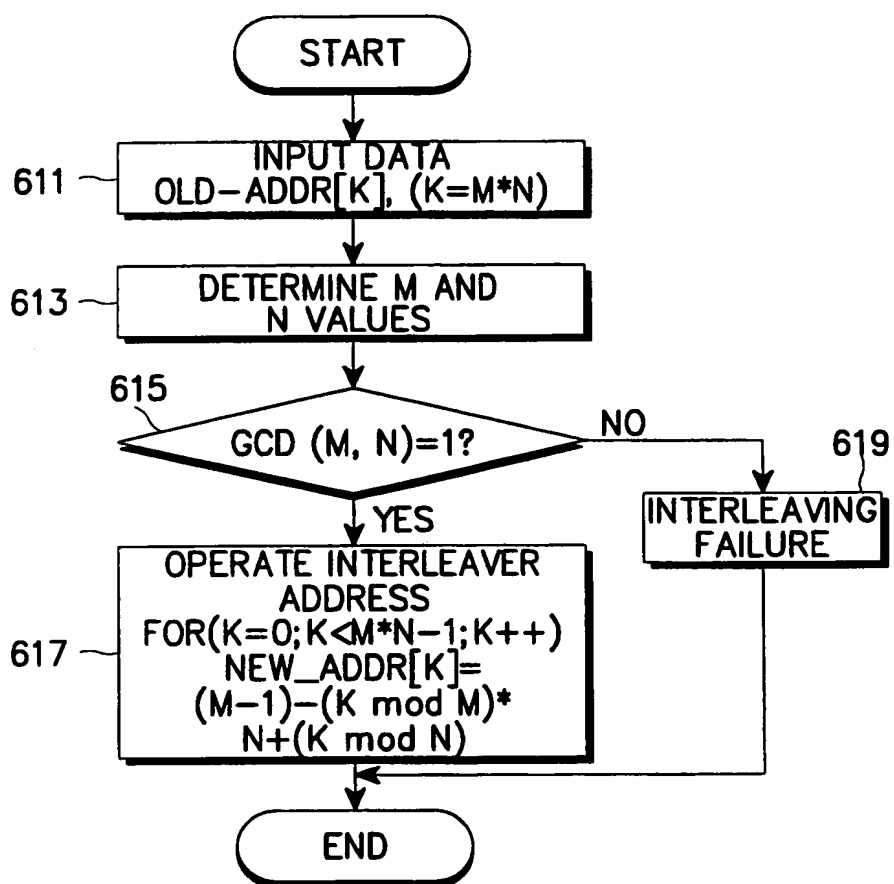 START
611
INPUT DATA
OLD-ADDR[K], (K=M*N)
613
DETERMINE M AND
N VALUES
615
GCD (M, N)=1?
NO
YES
619
INTERLEAVING
FAILURE
617
OPERATE INTERLEAVER
ADDRESS
FOR(K=0;K<M*N-1;K++)
NEW_ADDR[K]=
(M-1)-(K mod M)*
N+(K mod N)
END